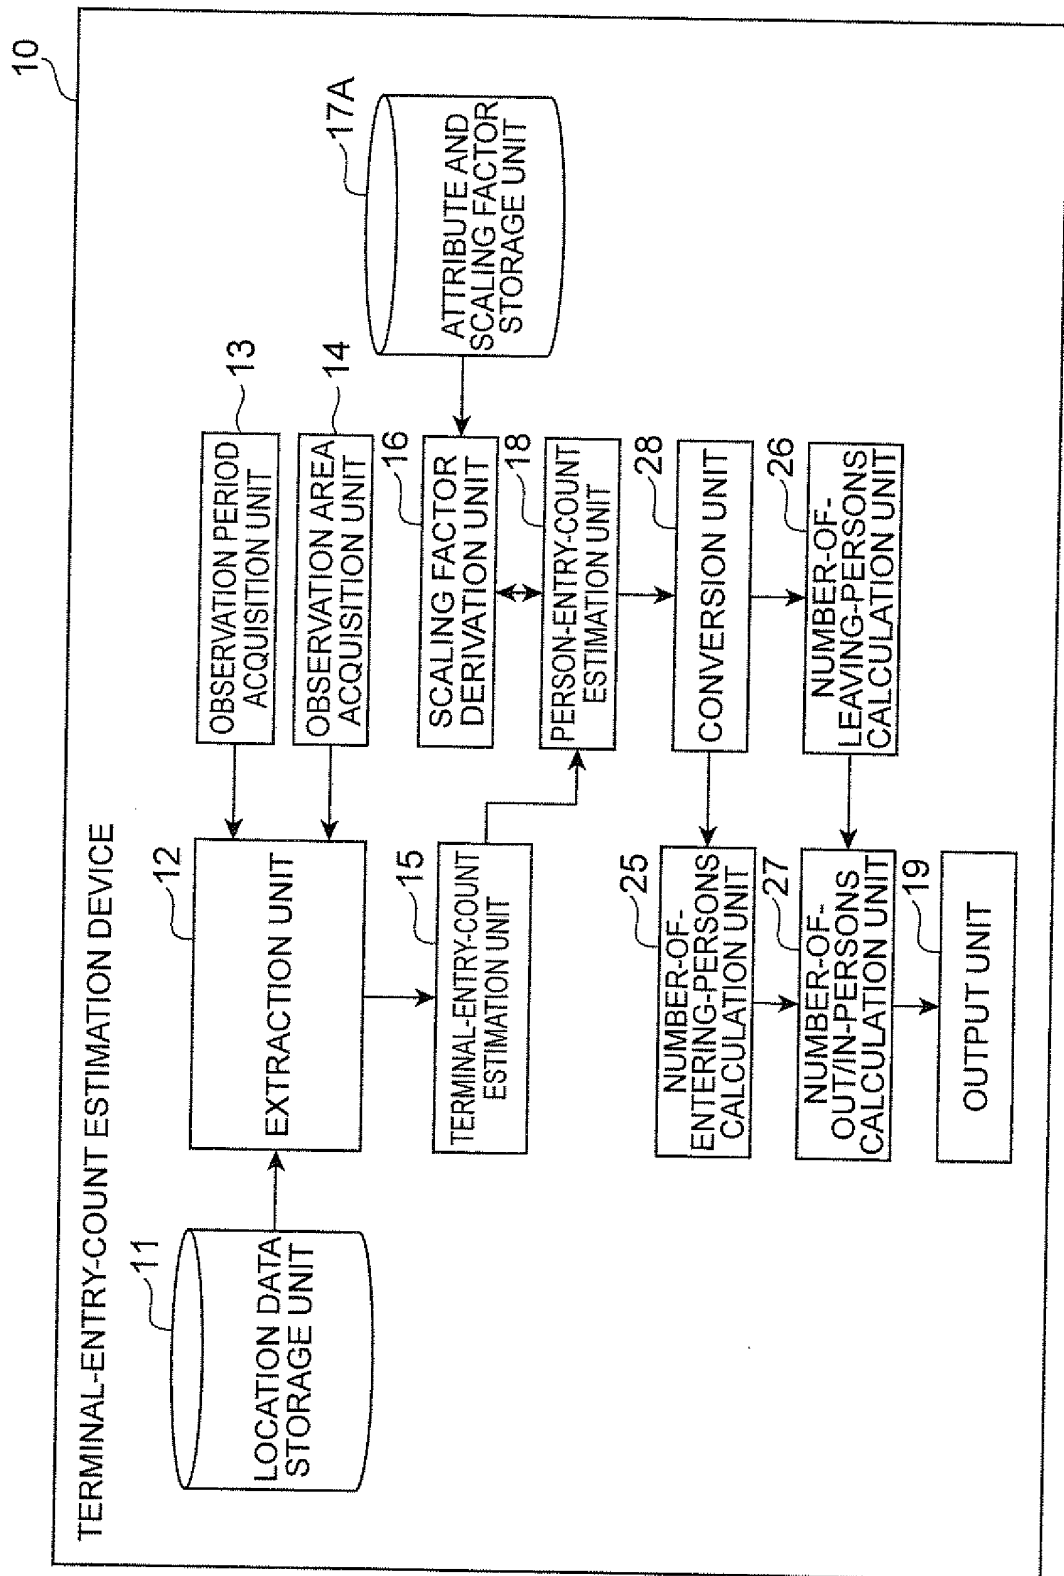 10
TERMINAL-ENTRY-COUNT ESTIMATION DEVICE
11
LOCATION DATA
STORAGE UNIT
12
EXTRACTION UNIT
OBSERVATION PERIOD
ACQUISITION UNIT
13
OBSERVATION AREA
ACQUISITION UNIT
14
15
TERMINAL-ENTRY-COUNT
ESTIMATION UNIT
16
SCALING FACTOR
DERIVATION UNIT
17A
ATTRIBUTE AND
SCALING FACTOR
STORAGE UNIT
18
PERSON-ENTRY-COUNT
ESTIMATION UNIT
28
CONVERSION UNIT
25
NUMBER-OF-
ENTERING-PERSONS
CALCULATION UNIT
26
NUMBER-OF-
LEAVING-PERSONS
CALCULATION UNIT
27
NUMBER-OF-
OUT/IN-PERSONS
CALCULATION UNIT
19
OUTPUT UNIT